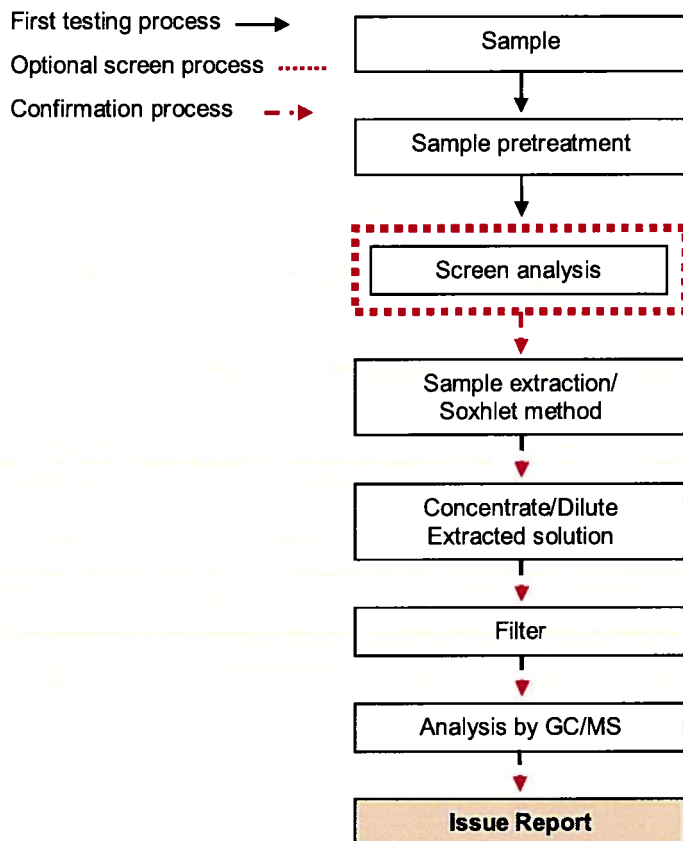 First testing process
Optional screen process
Confirmation process
Sample
Sample pretreatment
Screen analysis
Sample extraction/
Soxhlet method
Concentrate/Dilute
Extracted solution
Filter
Analysis by GC/MS
Issue Report